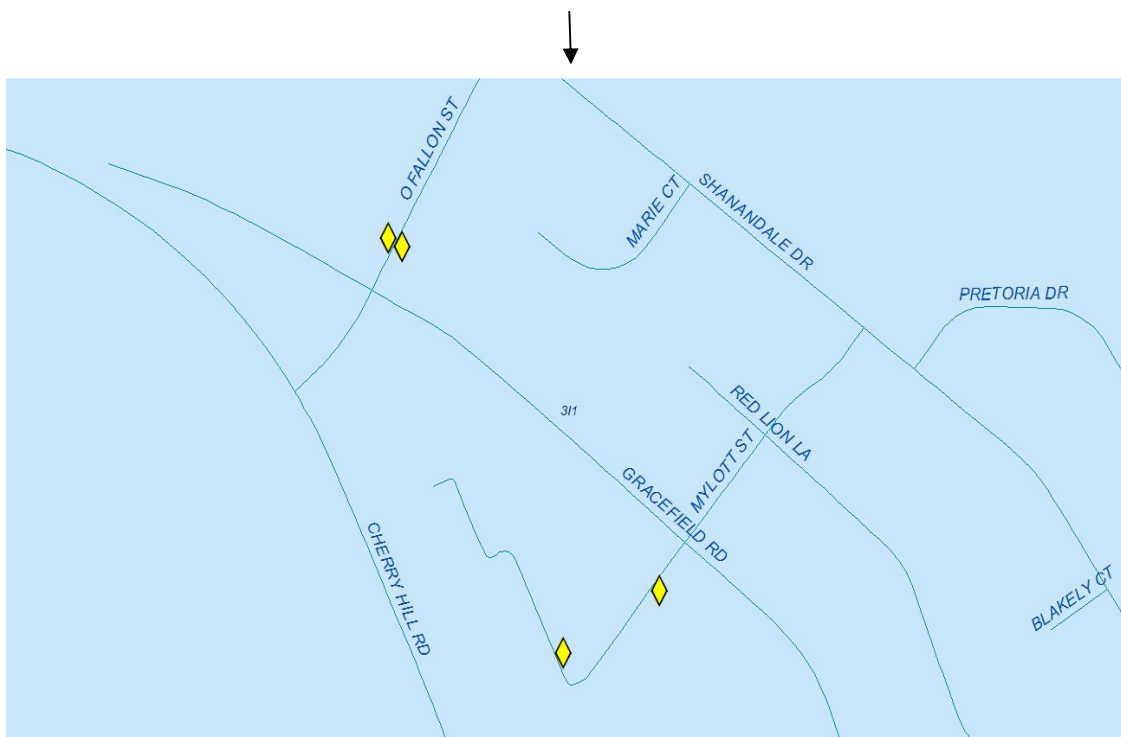 O FALLON ST
MARIE CT
SHANANDALE DR
PRETORIA DR
RED LION LA
3I1
MYLOTT ST
GRACEFIELD RD
CHERRY HILL RD
BLAKELY CT